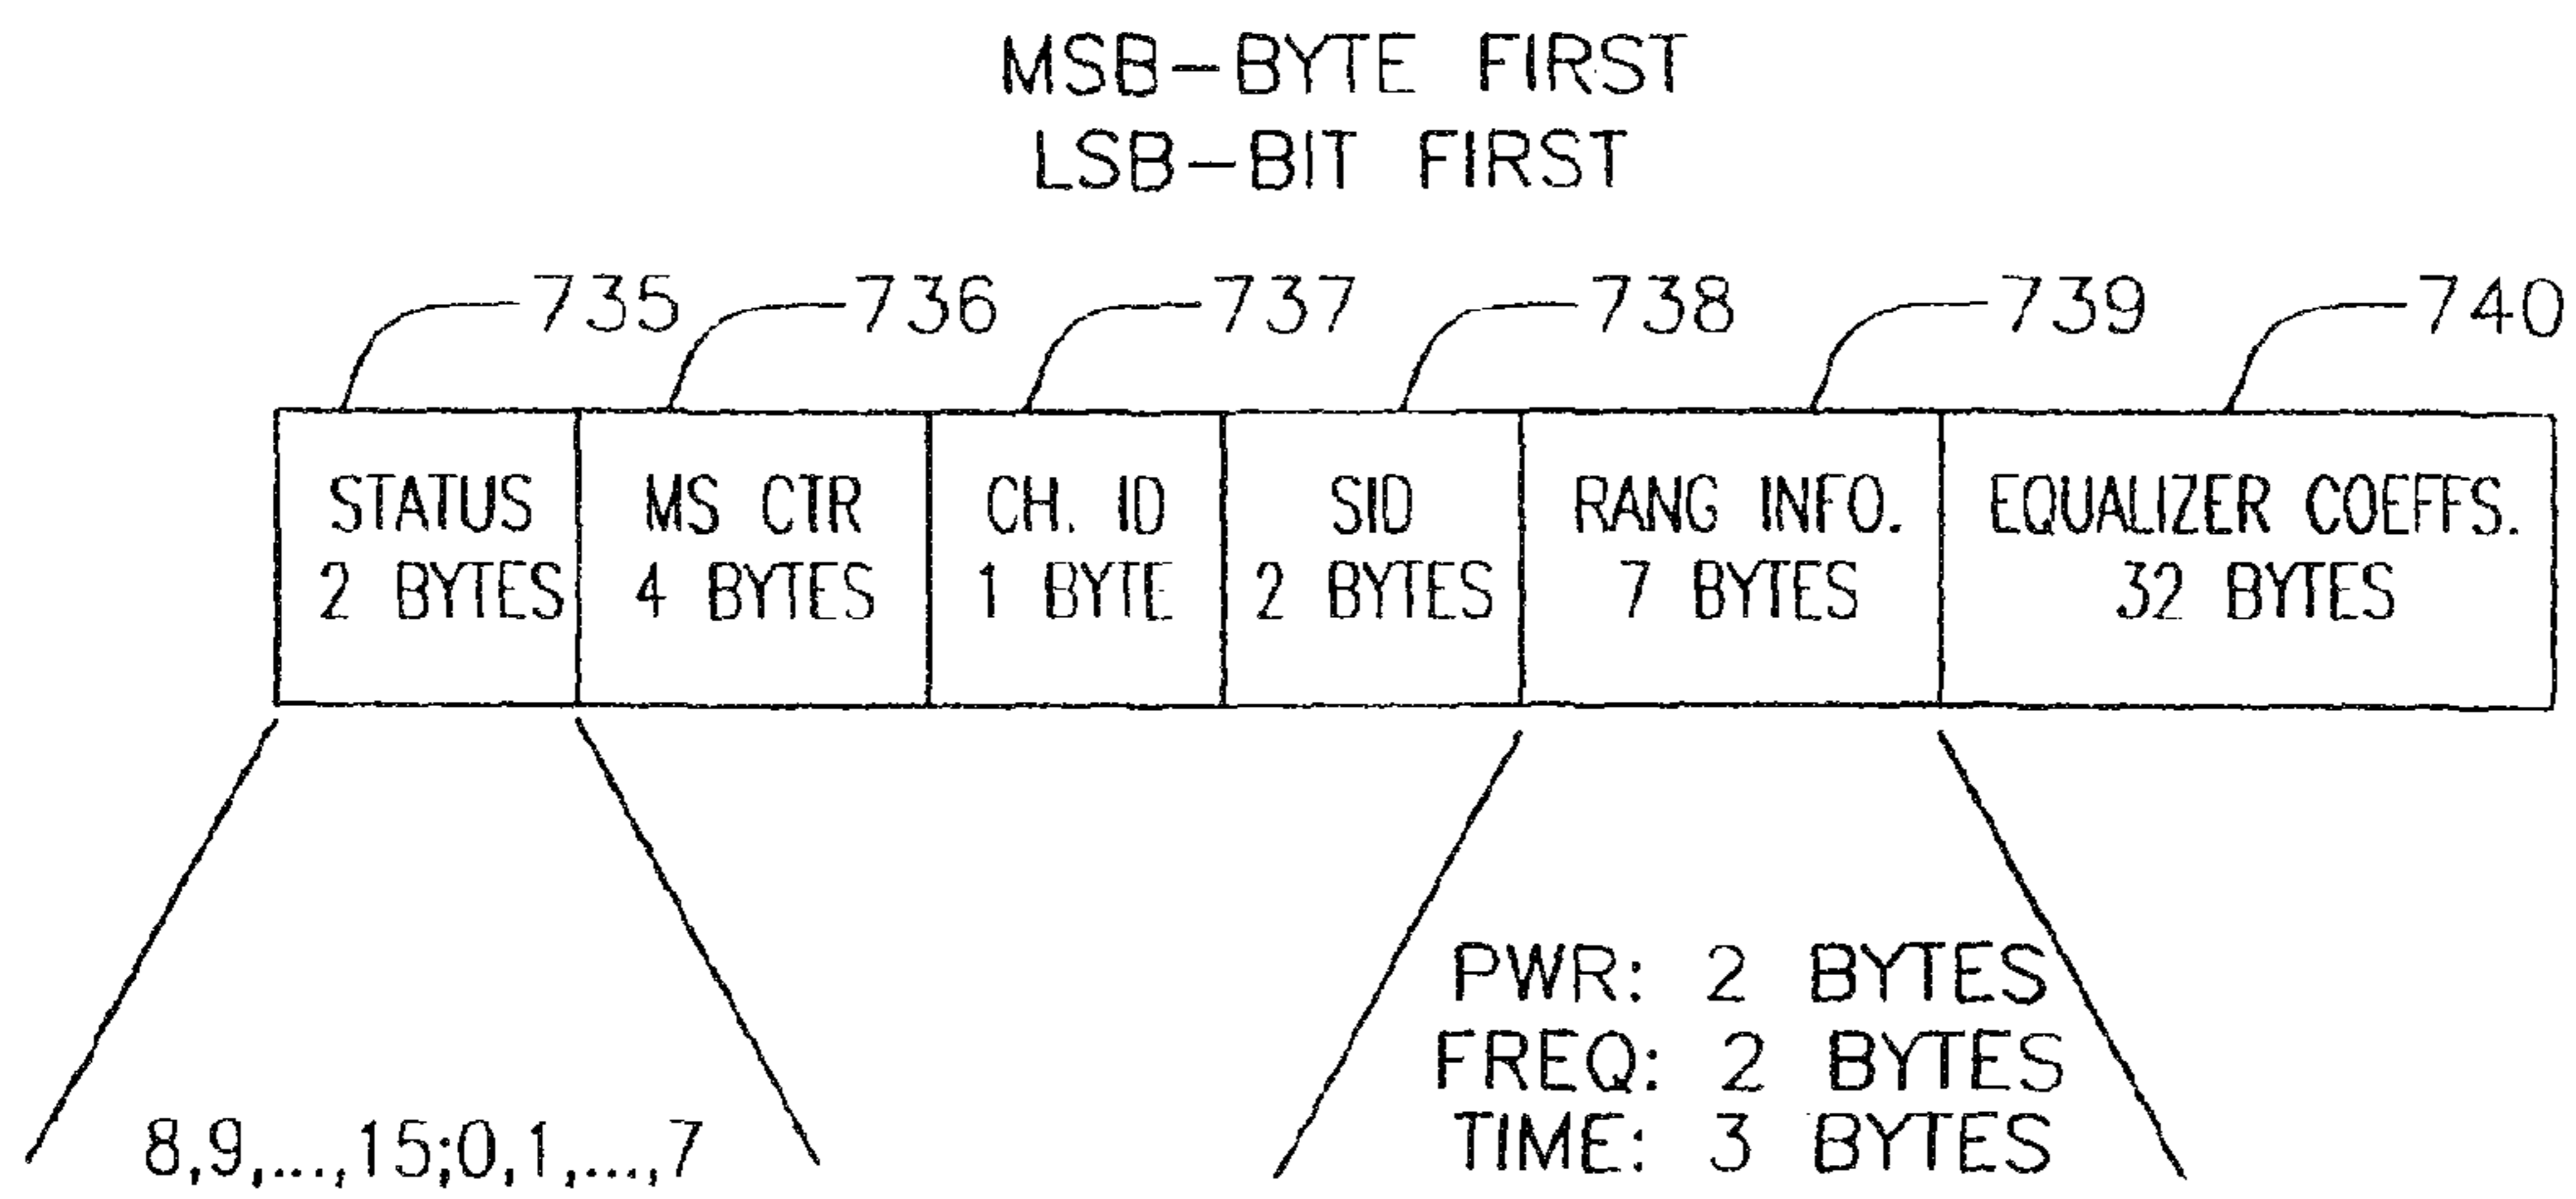 MSB-BYTE FIRST
LSB-BIT FIRST
735 736 737 738 739 740
STATUS MS CTR CH. ID SID RANG INFO. EQUALIZER COEFFS.
2 BYTES 4 BYTES 1 BYTE 2 BYTES 7 BYTES 32 BYTES
PWR: 2 BYTES
FREQ: 2 BYTES
8,9,...,15;0,1,...,7 TIME: 3 BYTES